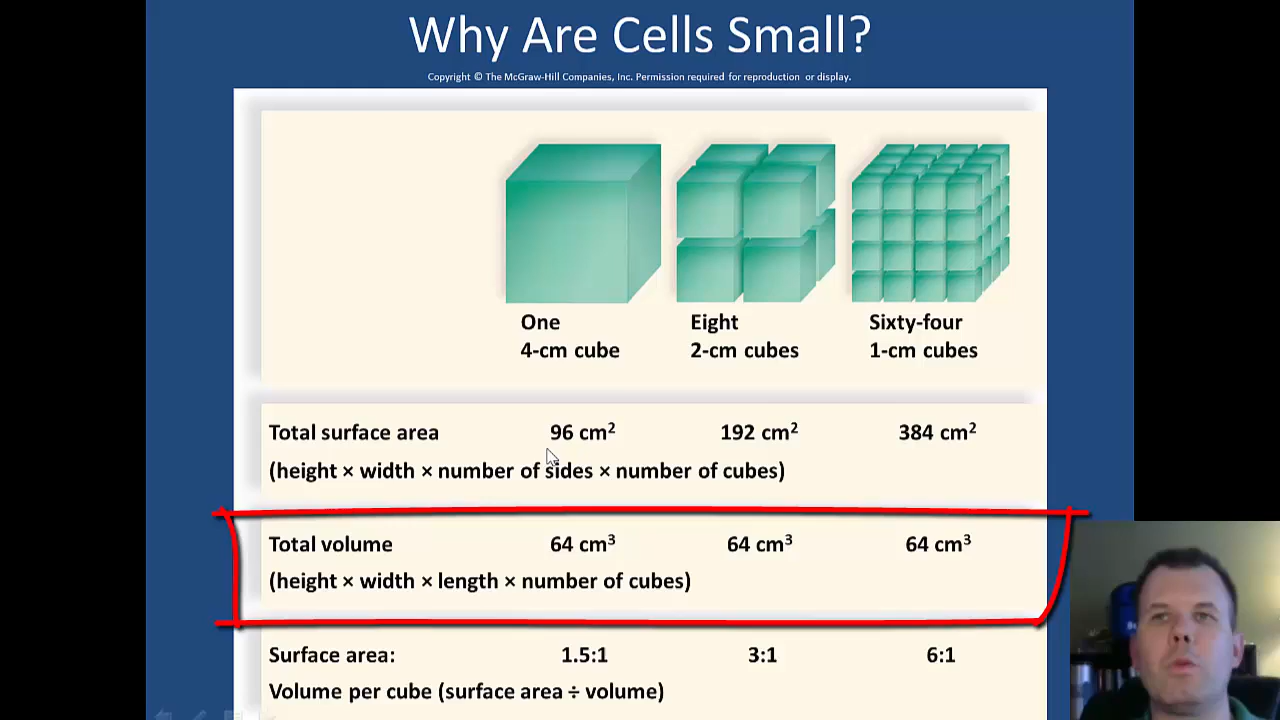 Why Are Cells Small?
Copyright © The McGraw-Hill Companies, Inc. Permission required for reproduction or display.
One
4-cm cube
Eight
2-cm cubes
Sixty-four
1-cm cubes
Total surface area 96 cm² 192 cm² 384 cm²
(height × width × number of sides × number of cubes)
Total volume 64 cm³ 64 cm³ 64 cm³
(height × width × length × number of cubes)
Surface area: 1.5:1 3:1 6:1
Volume per cube (surface area ÷ volume)